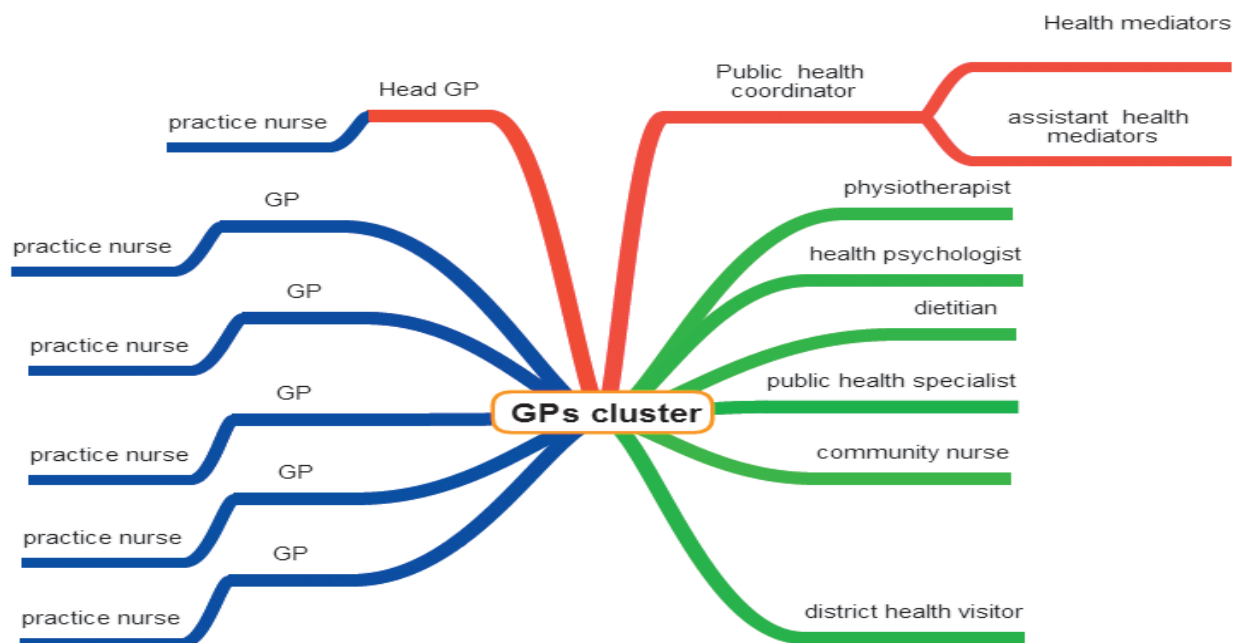 Health mediators
Public health
coordinator
assistant health
mediators
Head GP
practice nurse
GP
practice nurse
GP
practice nurse
GP
practice nurse
GP
practice nurse
GP
practice nurse
GPs cluster
physiotherapist
health psychologist
dietitian
public health specialist
community nurse
district health visitor